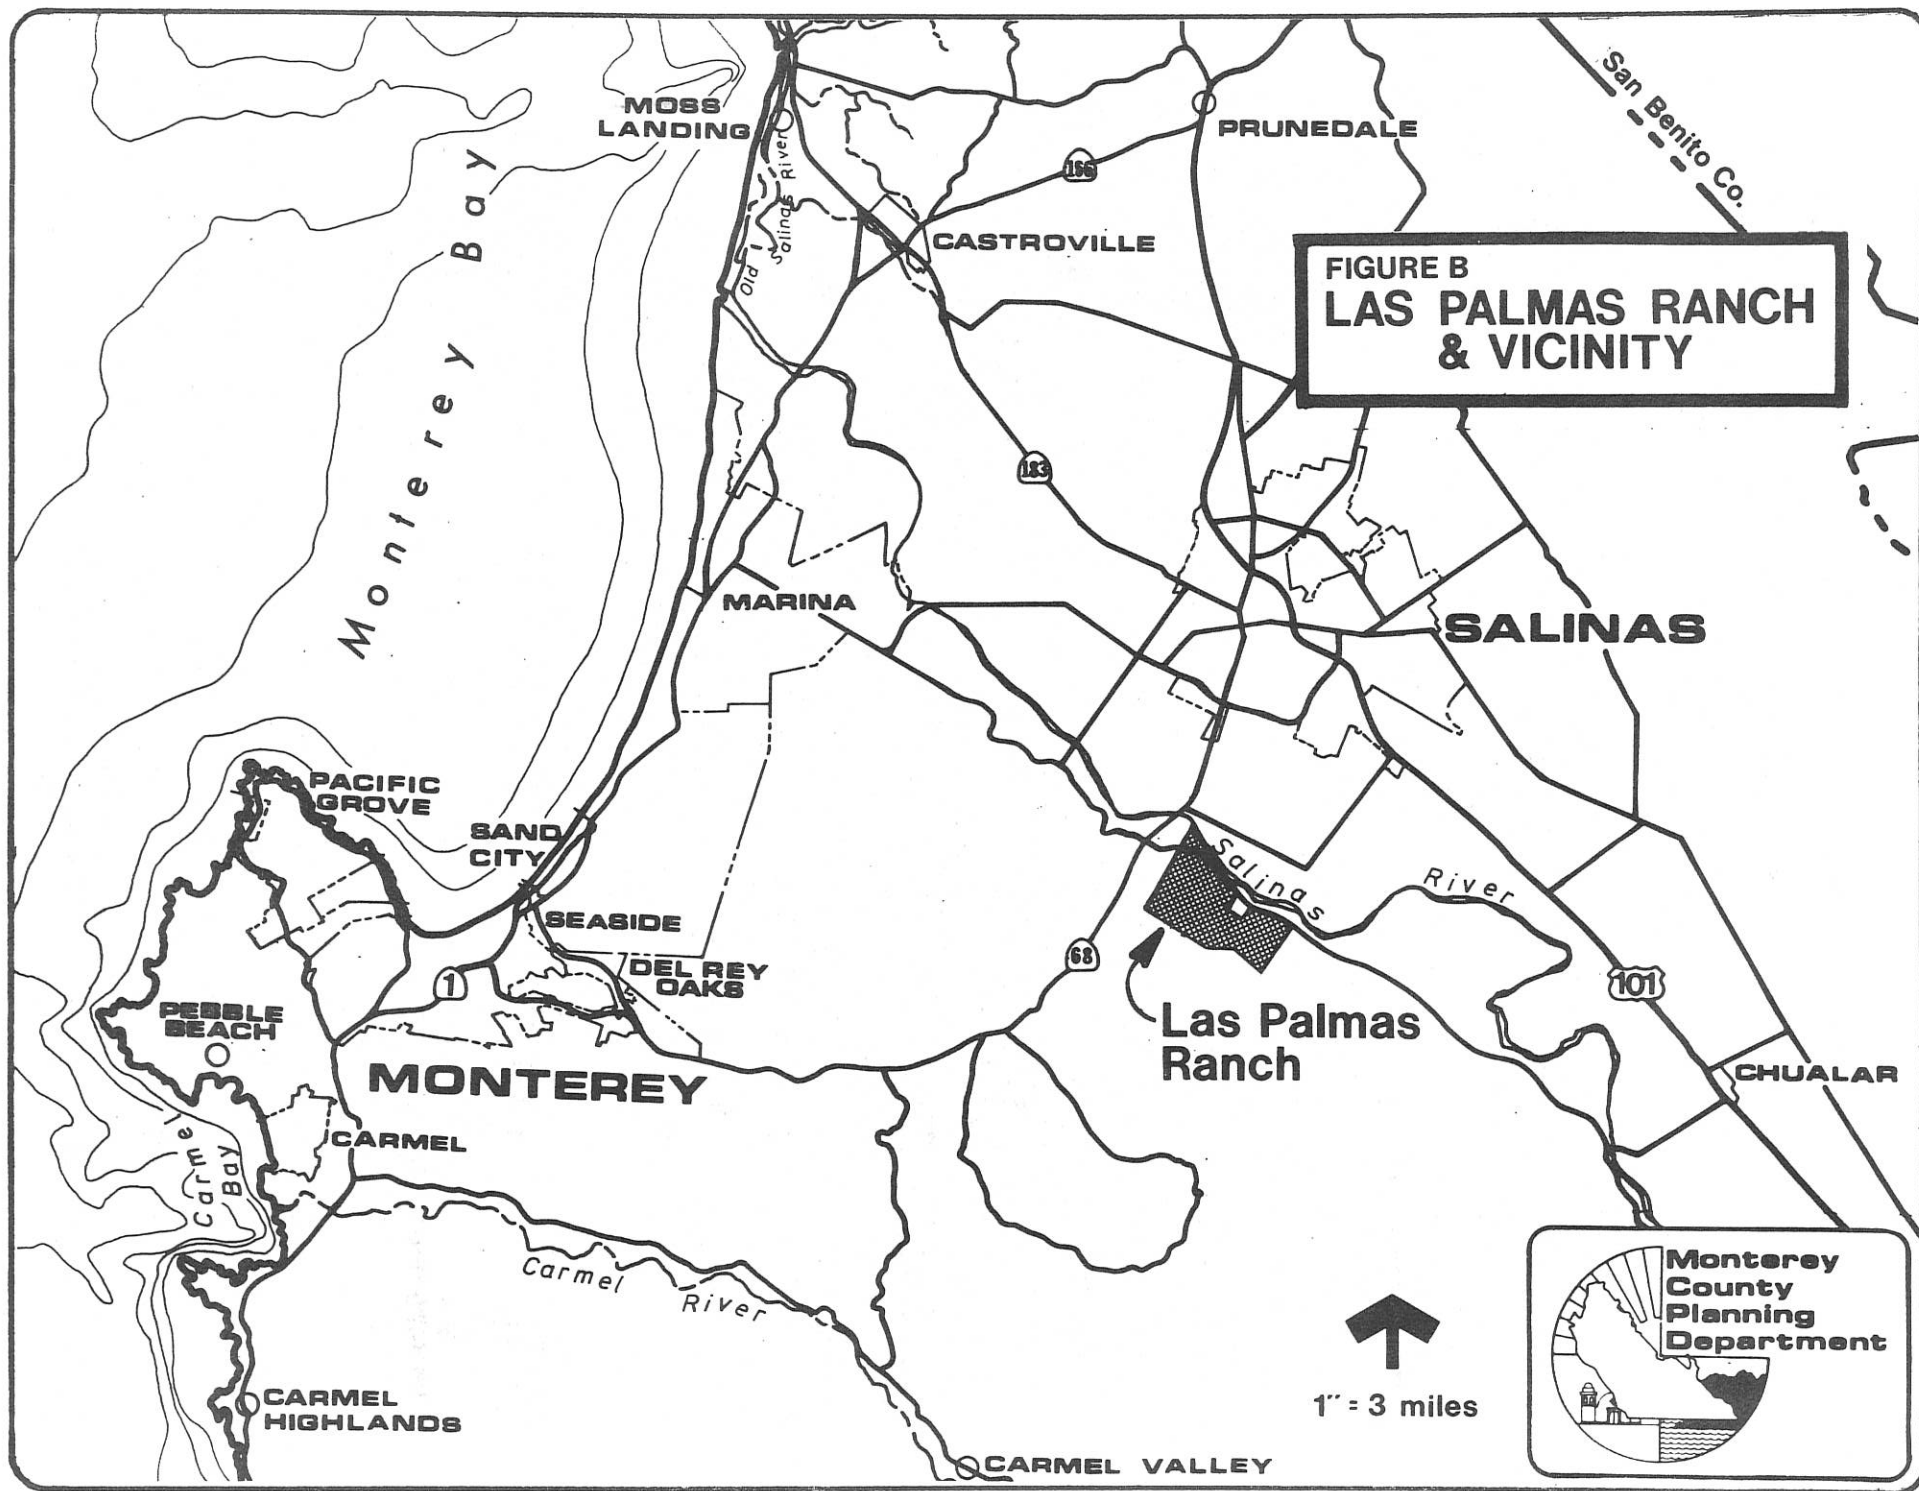 MOSS
LANDING
PRUNEDALE
San Benito Co.
156
Old Salinas River
CASTROVILLE
Monterey Bay
FIGURE B
LAS PALMAS RANCH
& VICINITY
183
MARINA
SALINAS
PACIFIC
GROVE
SAND
CITY
Salinas River
SEASIDE
DEL REY
OAKS
68
1
101
PEBBLE
BEACH
Las Palmas
Ranch
MONTEREY
CHUALAR
CARMEL
Carmel
Bay
Carmel River
Monterey
County
Planning
Department
1" = 3 miles
CARMEL
HIGHLANDS
CARMEL VALLEY